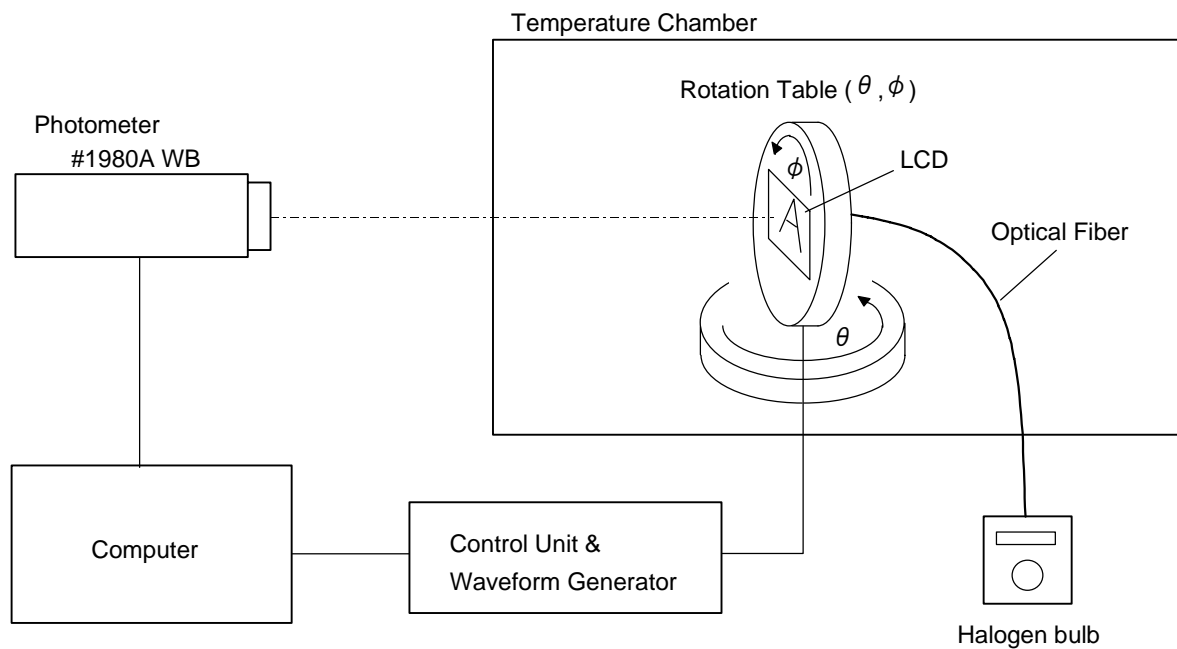 Temperature Chamber
Rotation Table ( θ , φ )
Photometer
#1980A WB
φ
LCD
A
Optical Fiber
θ
Computer
Control Unit &
Waveform Generator
Halogen bulb